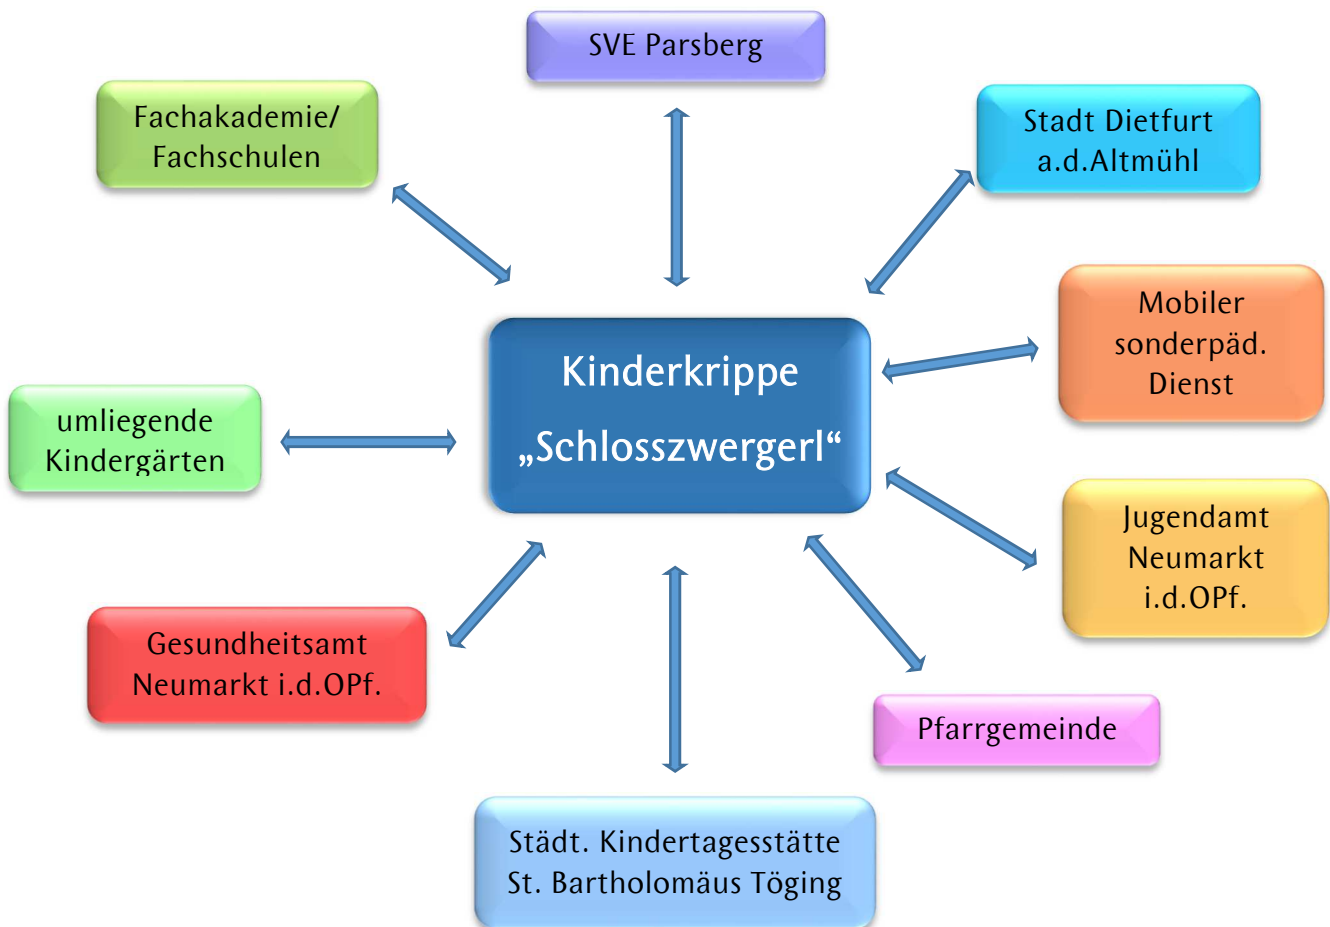 SVE Parsberg
Fachakademie/
Fachschulen
Stadt Dietfurt
a.d.Altmühl
Mobiler
sonderpäd.
Dienst
Kinderkrippe
„Schlosszwergerl“
umliegende
Kindergärten
Jugendamt
Neumarkt
i.d.OPf.
Gesundheitsamt
Neumarkt i.d.OPf.
Pfarrgemeinde
Städt. Kindertagesstätte
St. Bartholomäus Töging